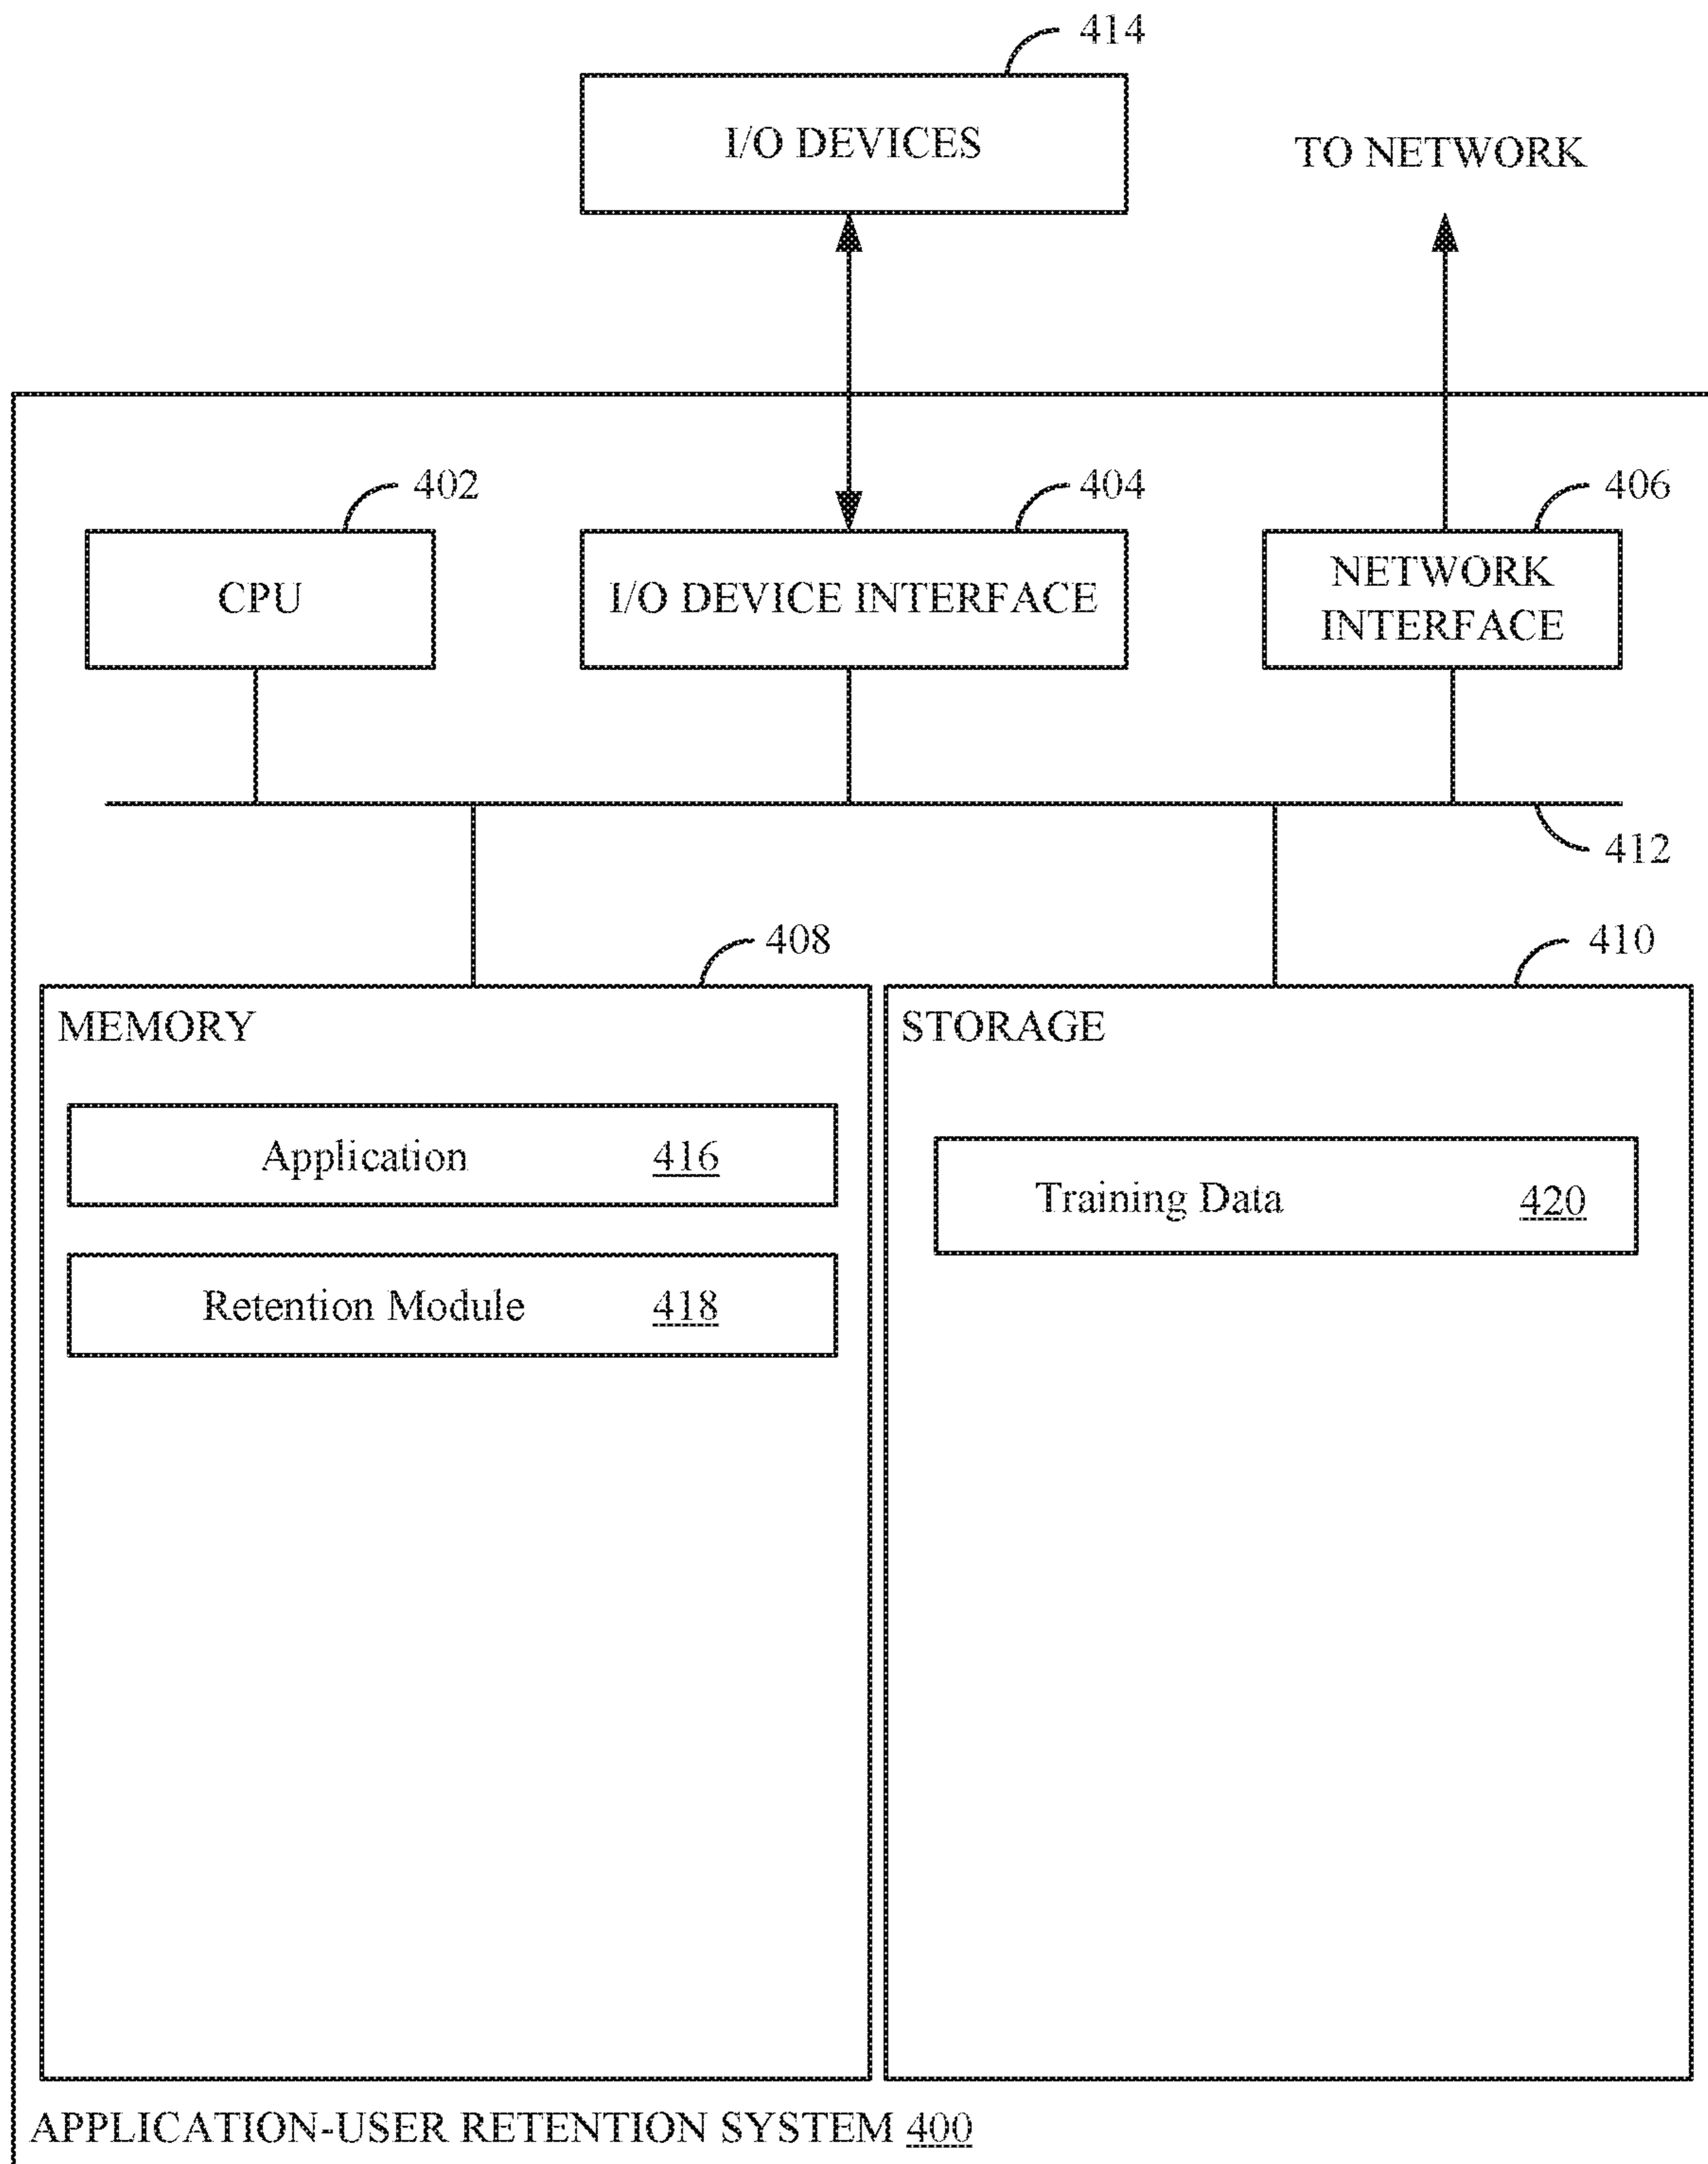 414
I/O DEVICES
TO NETWORK
402
404
406
CPU
I/O DEVICE INTERFACE
NETWORK
INTERFACE
412
408
410
MEMORY
STORAGE
Application 416
Training Data 420
Retention Module 418
APPLICATION-USER RETENTION SYSTEM 400